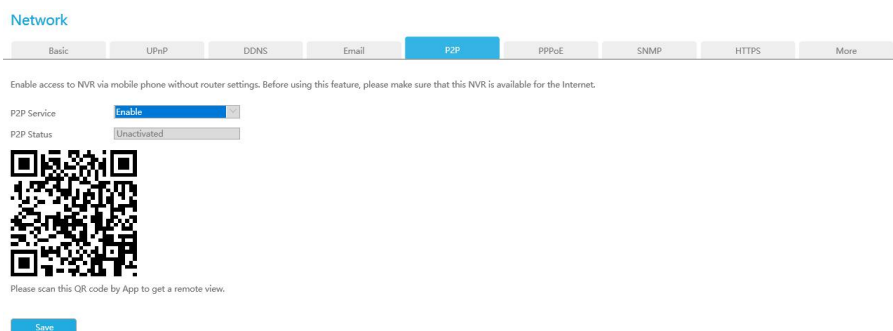 Network
Basic UPnP DDNS Email P2P PPPoE SNMP HTTPS More
Enable access to NVR via mobile phone without router settings. Before using this feature, please make sure that this NVR is available for the Internet.
P2P Service Enable
P2P Status Unactivated
Please scan this QR code by App to get a remote view.
Save